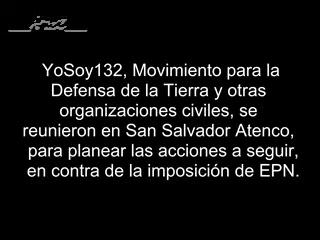 YoSoy132, Movimiento para la
Defensa de la Tierra y otras
organizaciones civiles, se
reunieron en San Salvador Atenco,
para planear las acciones a seguir,
en contra de la imposición de EPN.